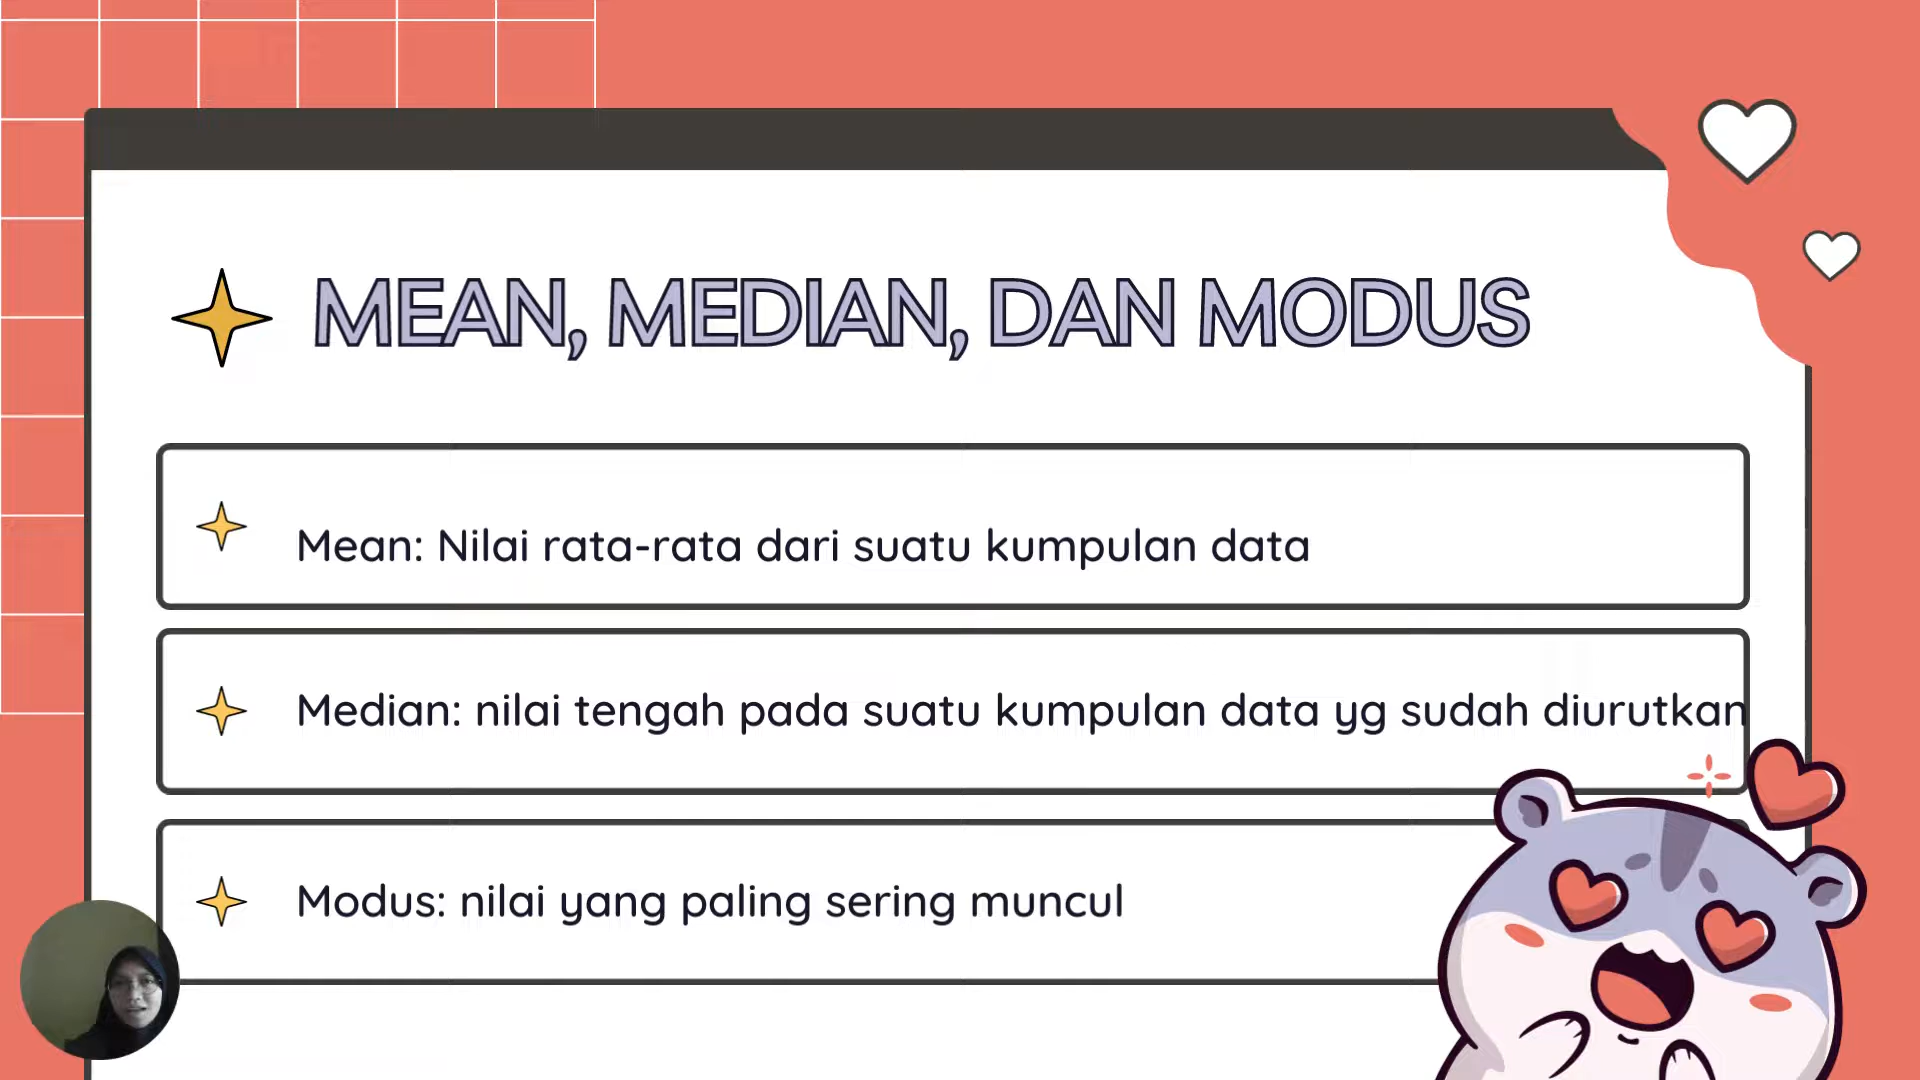 MEAN, MEDIAN, DAN MODUS
Mean: Nilai rata-rata dari suatu kumpulan data
Median: nilai tengah pada suatu kumpulan data yg sudah diurutkan
Modus: nilai yang paling sering muncul